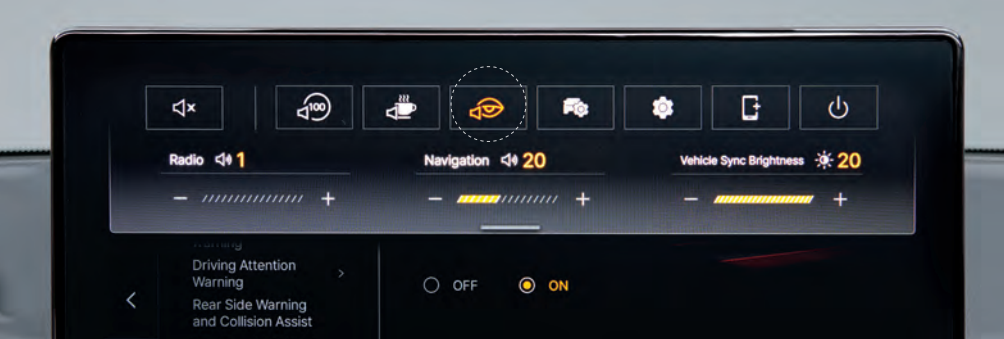 100
Radio 1
Navigation 20
Vehicle Sync Brightness 20
− +
− +
− +
Warning
Driving Attention
Warning
Rear Side Warning
and Collision Assist
OFF
ON